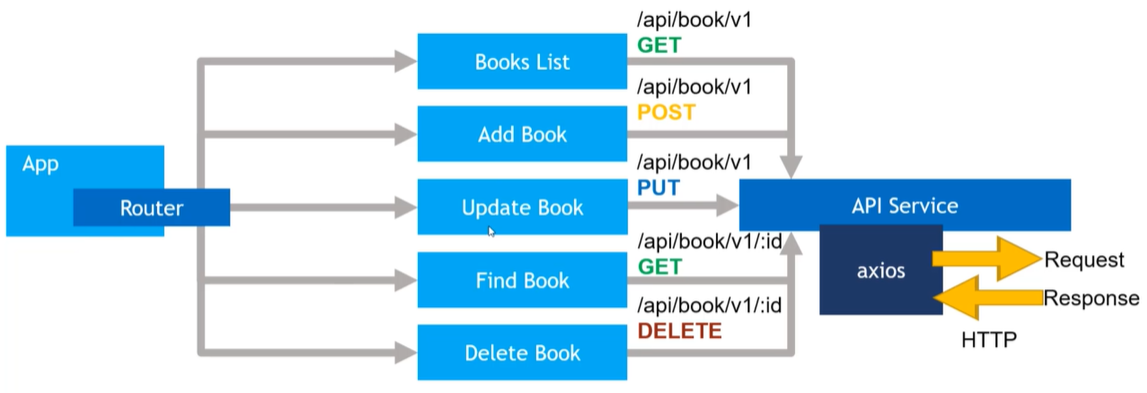 App
Router
Books List
/api/book/v1
GET
Add Book
/api/book/v1
POST
Update Book
/api/book/v1
PUT
Find Book
/api/book/v1/:id
GET
Delete Book
/api/book/v1/:id
DELETE
API Service
axios
Request
Response
HTTP